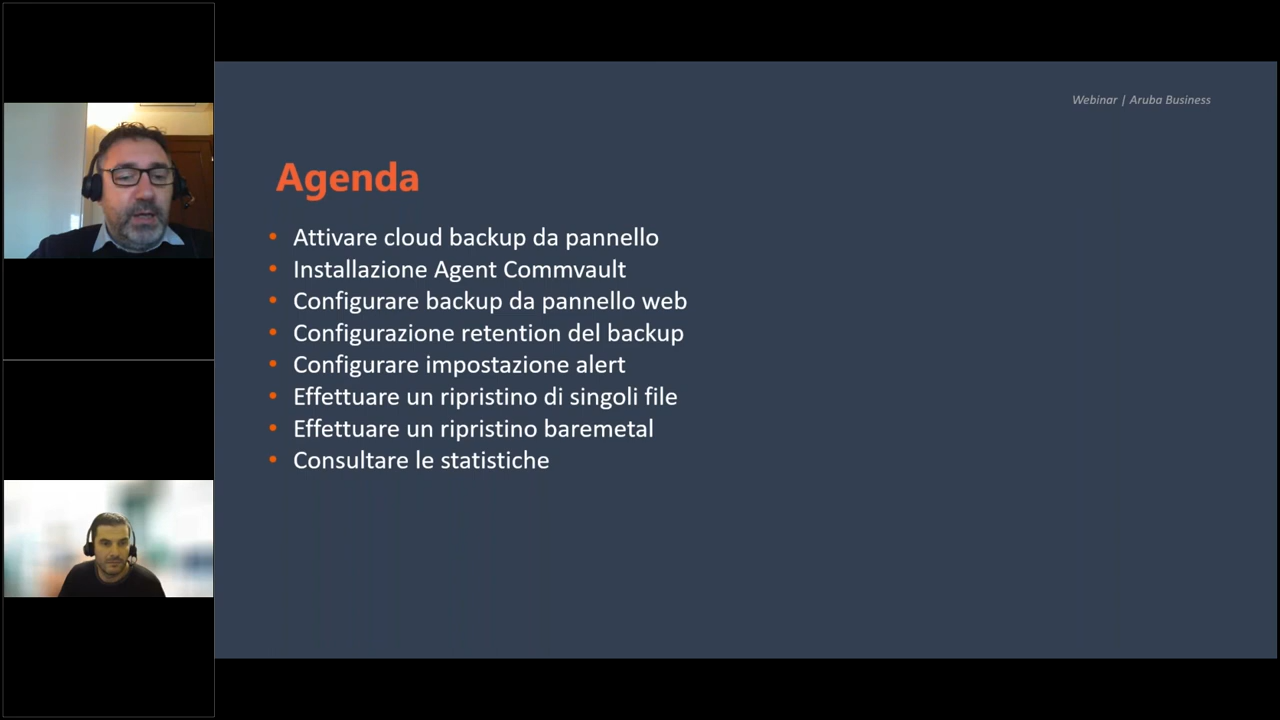 Webinar | Aruba Business
Agenda
• Attivare cloud backup da pannello
• Installazione Agent Commvault
• Configurare backup da pannello web
• Configurazione retention del backup
• Configurare impostazione alert
• Effettuare un ripristino di singoli file
• Effettuare un ripristino baremetal
• Consultare le statistiche